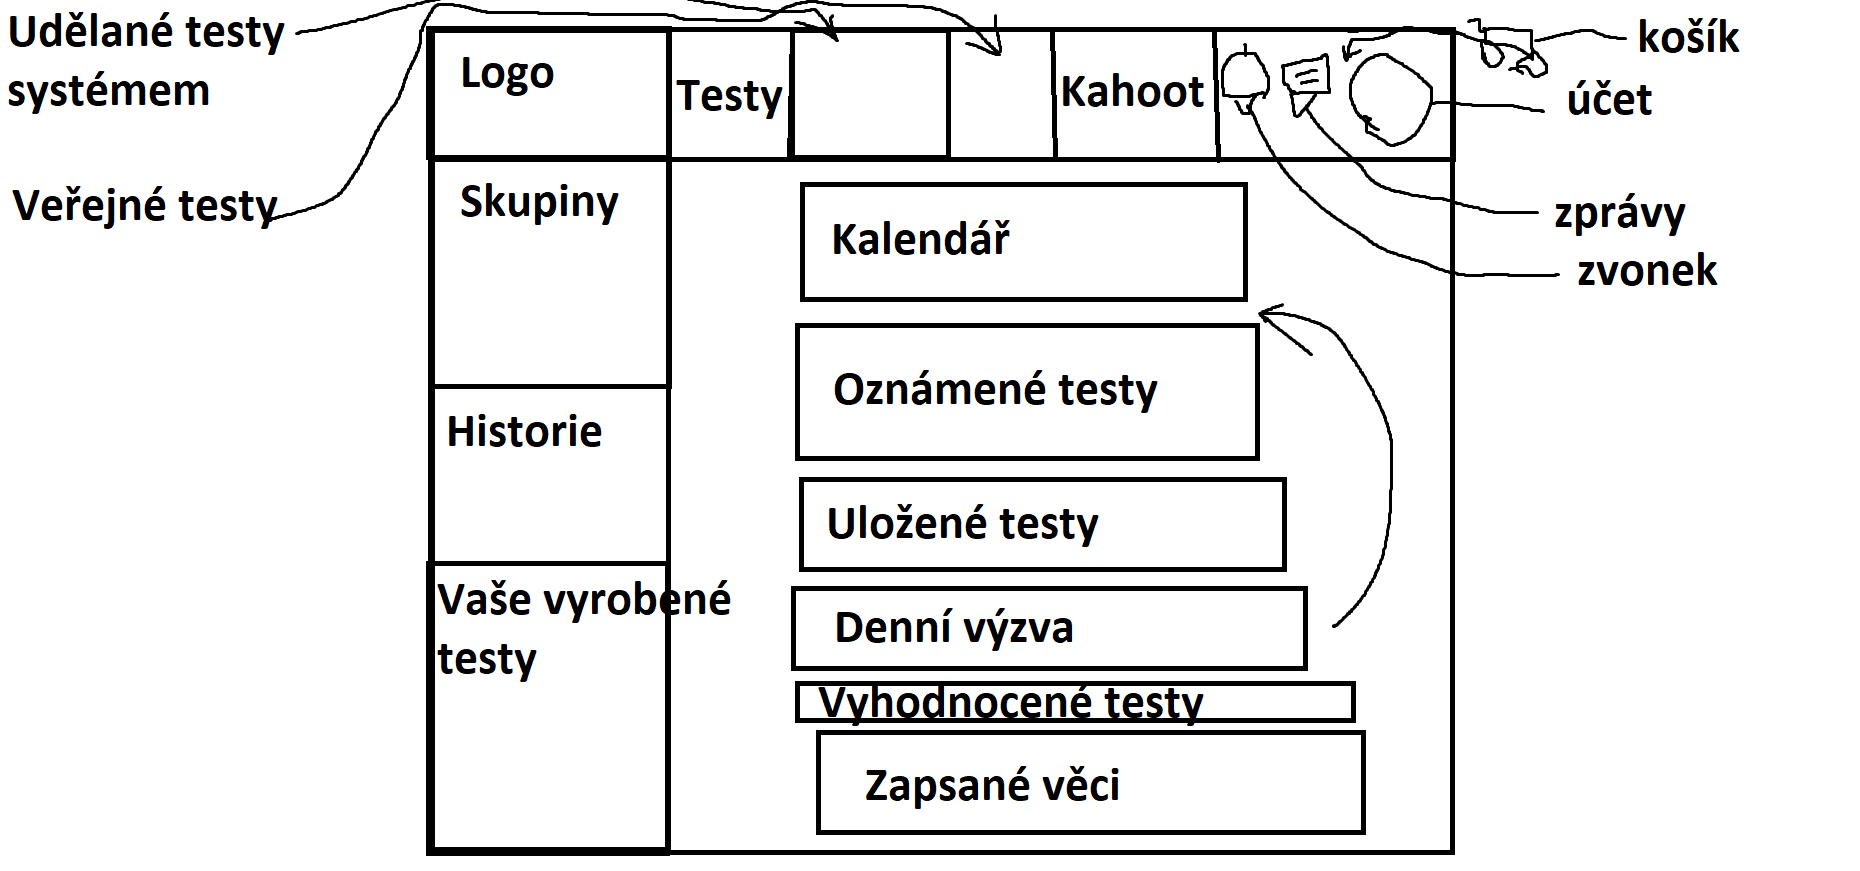 Udělané testy
systémem
Veřejné testy
Logo
Testy
Kahoot
košík
účet
zprávy
zvonek
Skupiny
Historie
Vaše vyrobené
testy
Kalendář
Oznámené testy
Uložené testy
Denní výzva
Vyhodnocené testy
Zapsané věci